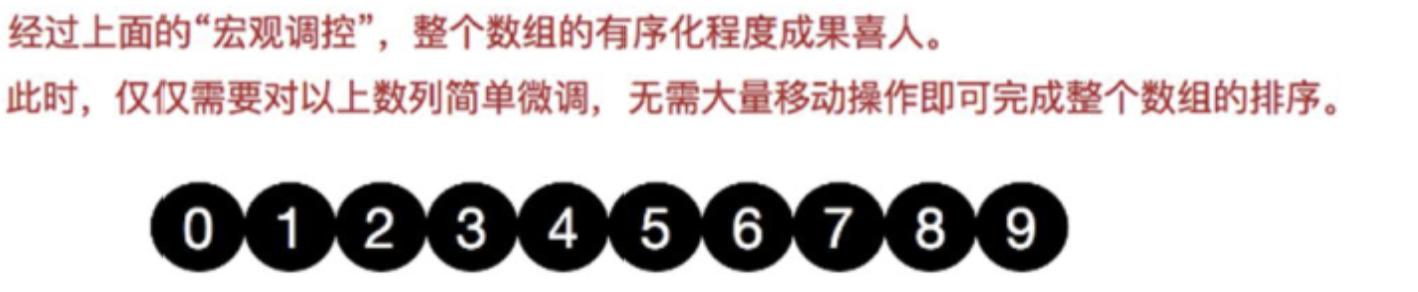 经过上面的“宏观调控”，整个数组的有序化程度成果喜人。
此时，仅仅需要对以上数列简单微调，无需大量移动操作即可完成整个数组的排序。
0 1 2 3 4 5 6 7 8 9